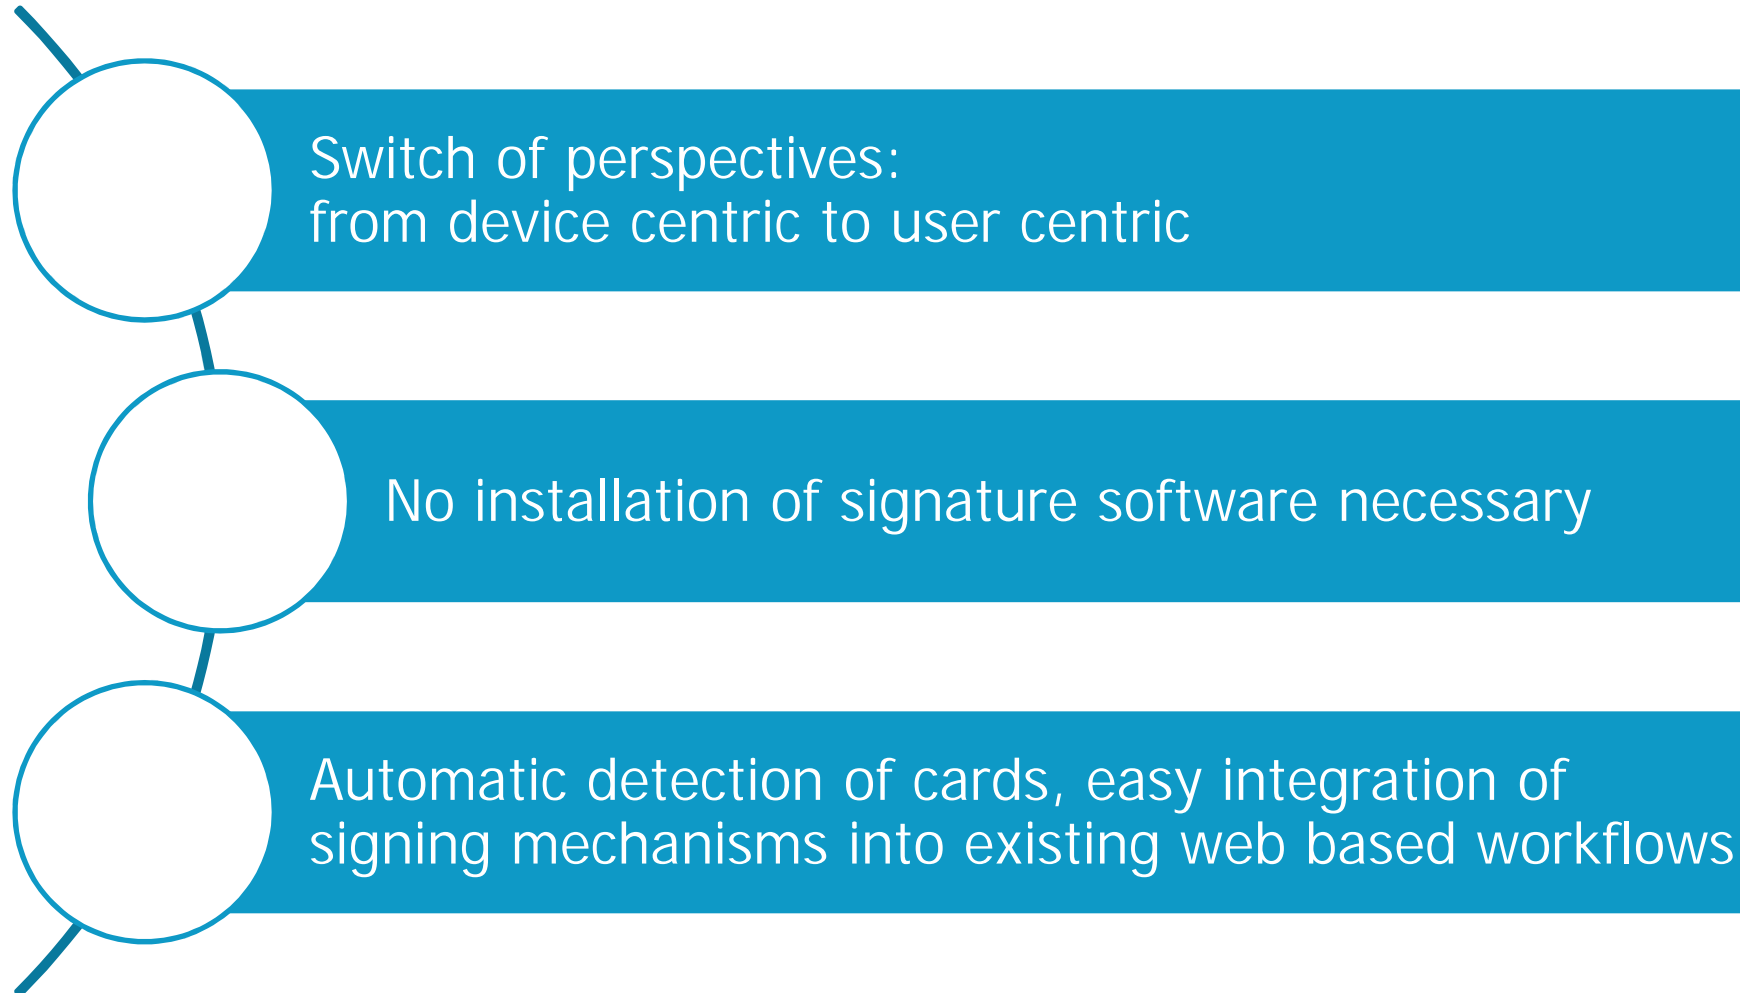 Switch of perspectives:
from device centric to user centric
No installation of signature software necessary
Automatic detection of cards, easy integration of
signing mechanisms into existing web based workflows